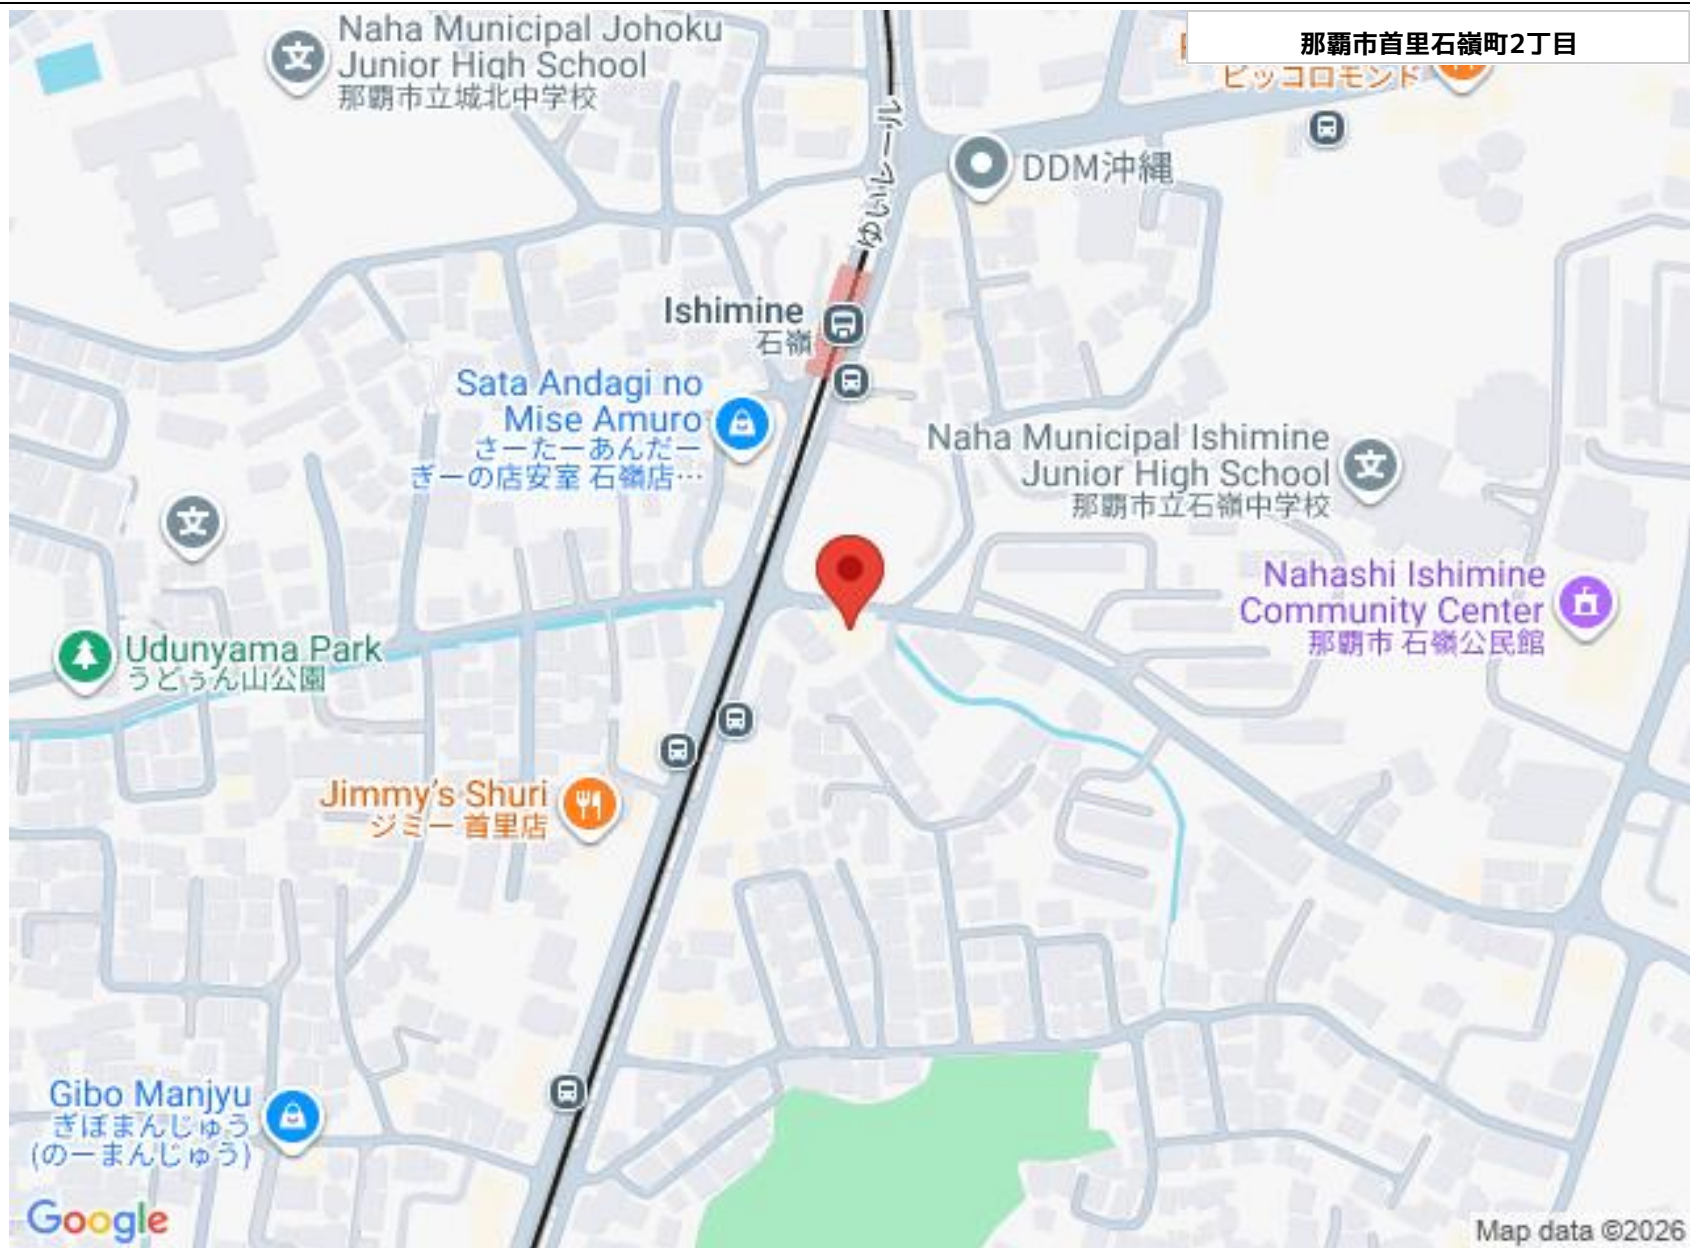 Naha Municipal Johoku
Junior High School
那覇市立城北中学校
那覇市首里石嶺町2丁目
ピッコロモンド
ゆいレール
DDM沖縄
Ishimine
石嶺
Sata Andagi no
Mise Amuro
さーたーあんだー
ぎーの店安室 石嶺店…
Naha Municipal Ishimine
Junior High School
那覇市立石嶺中学校
文
文
文
Nahashi Ishimine
Community Center
那覇市 石嶺公民館
Udunyama Park
うどぅん山公園
Jimmy's Shuri
ジミー 首里店
Gibo Manjyu
ぎぼまんじゅう
(のーまんじゅう)
Google
Map data ©2026